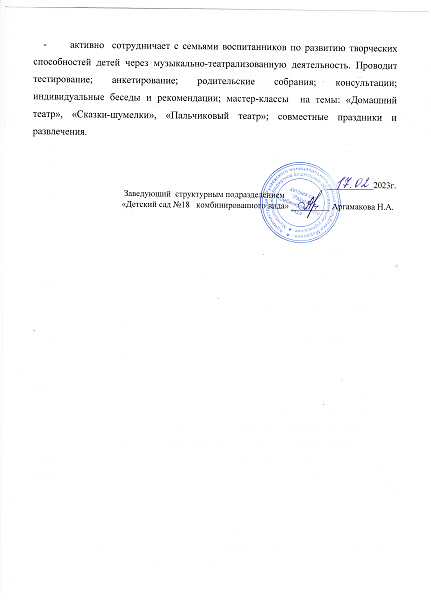 - активно сотрудничает с семьями воспитанников по развитию творческих
способностей детей через музыкально-театрализованную деятельность. Проводит
тестирование; анкетирование; родительские собрания; консультации;
индивидуальные беседы и рекомендации; мастер-классы на темы: «Домашний
театр», «Сказки-шумелки», «Пальчиковый театр»; совместные праздники и
развлечения.
17.02 2023г.
Заведующий структурным подразделением
«Детский сад №18 комбинированного вида» Аргамакова Н.А.